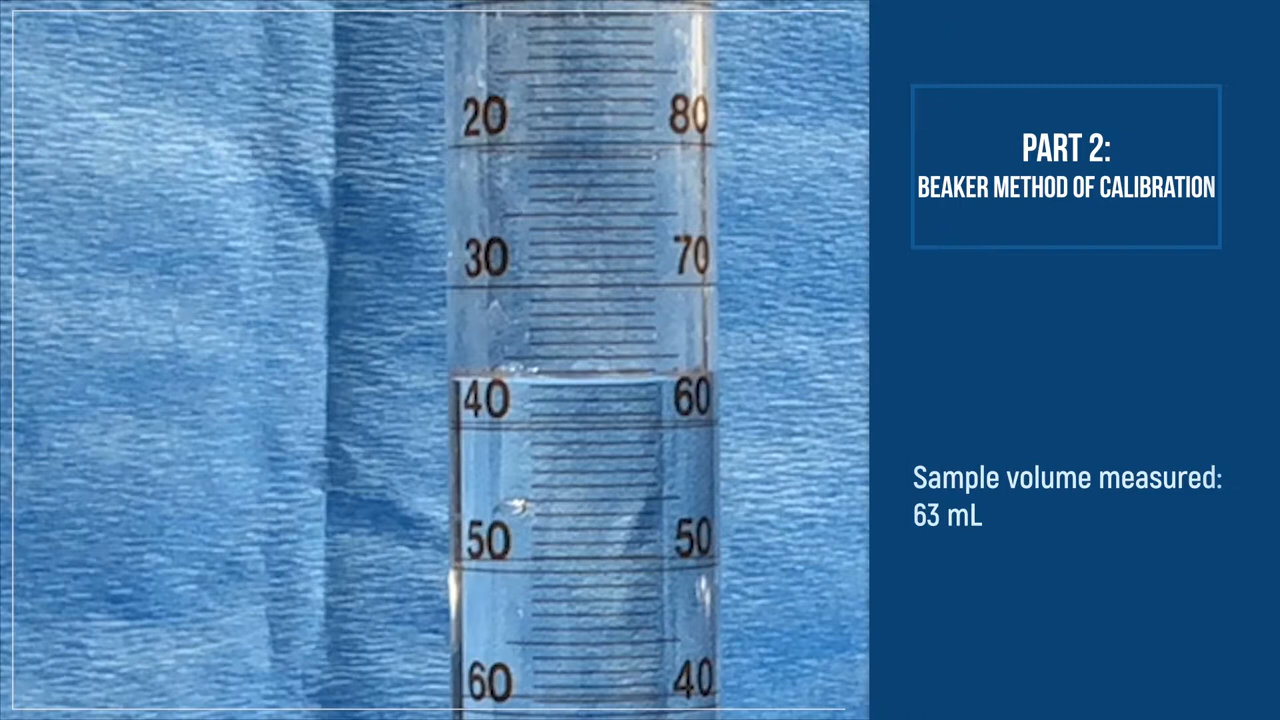 20 80
30 70
40 60
50 50
60 40
PART 2:
BEAKER METHOD OF CALIBRATION
Sample volume measured:
63 mL